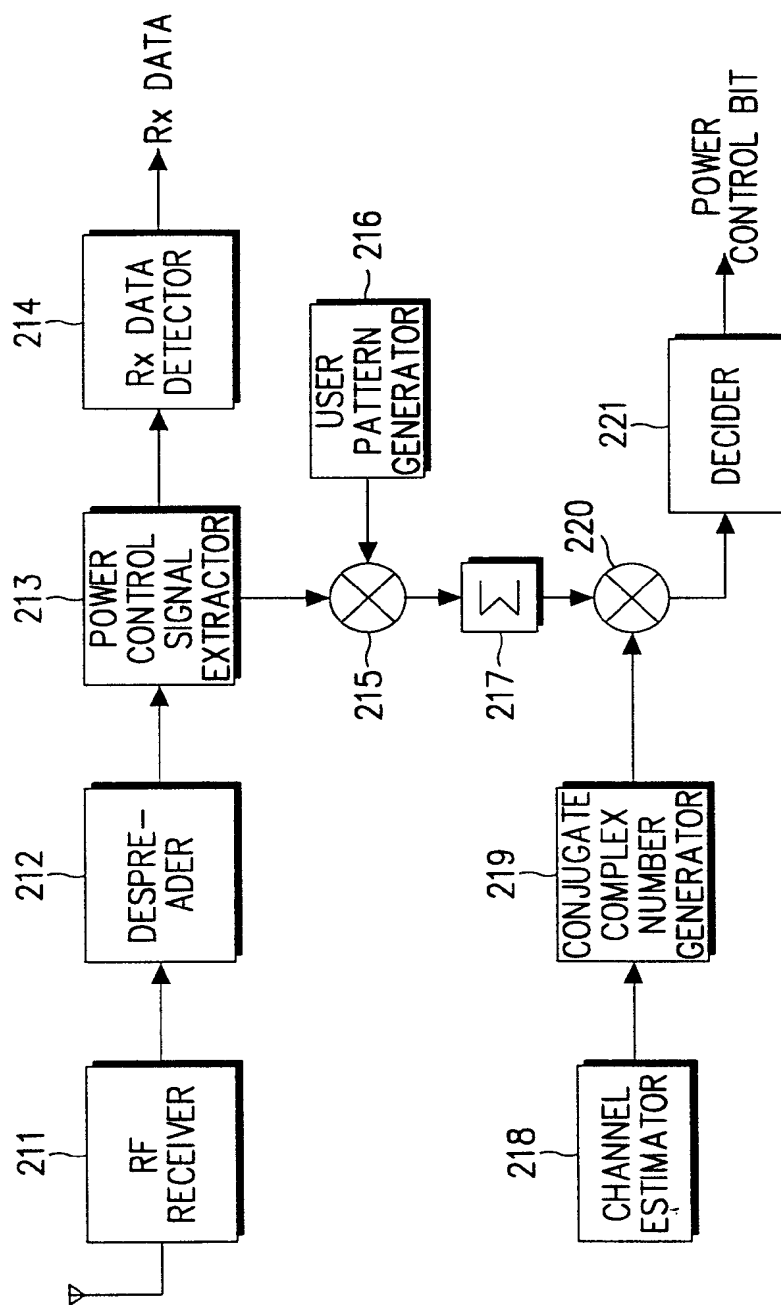 211
RF
RECEIVER
212
DESPRE-
ADER
213
POWER
CONTROL
SIGNAL
EXTRACTOR
214
Rx DATA
DETECTOR
Rx DATA
215
USER
PATTERN
GENERATOR
216
Σ
217
218
CHANNEL
ESTIMATOR
219
CONJUGATE
COMPLEX
NUMBER
GENERATOR
220
221
DECIDER
POWER
CONTROL BIT